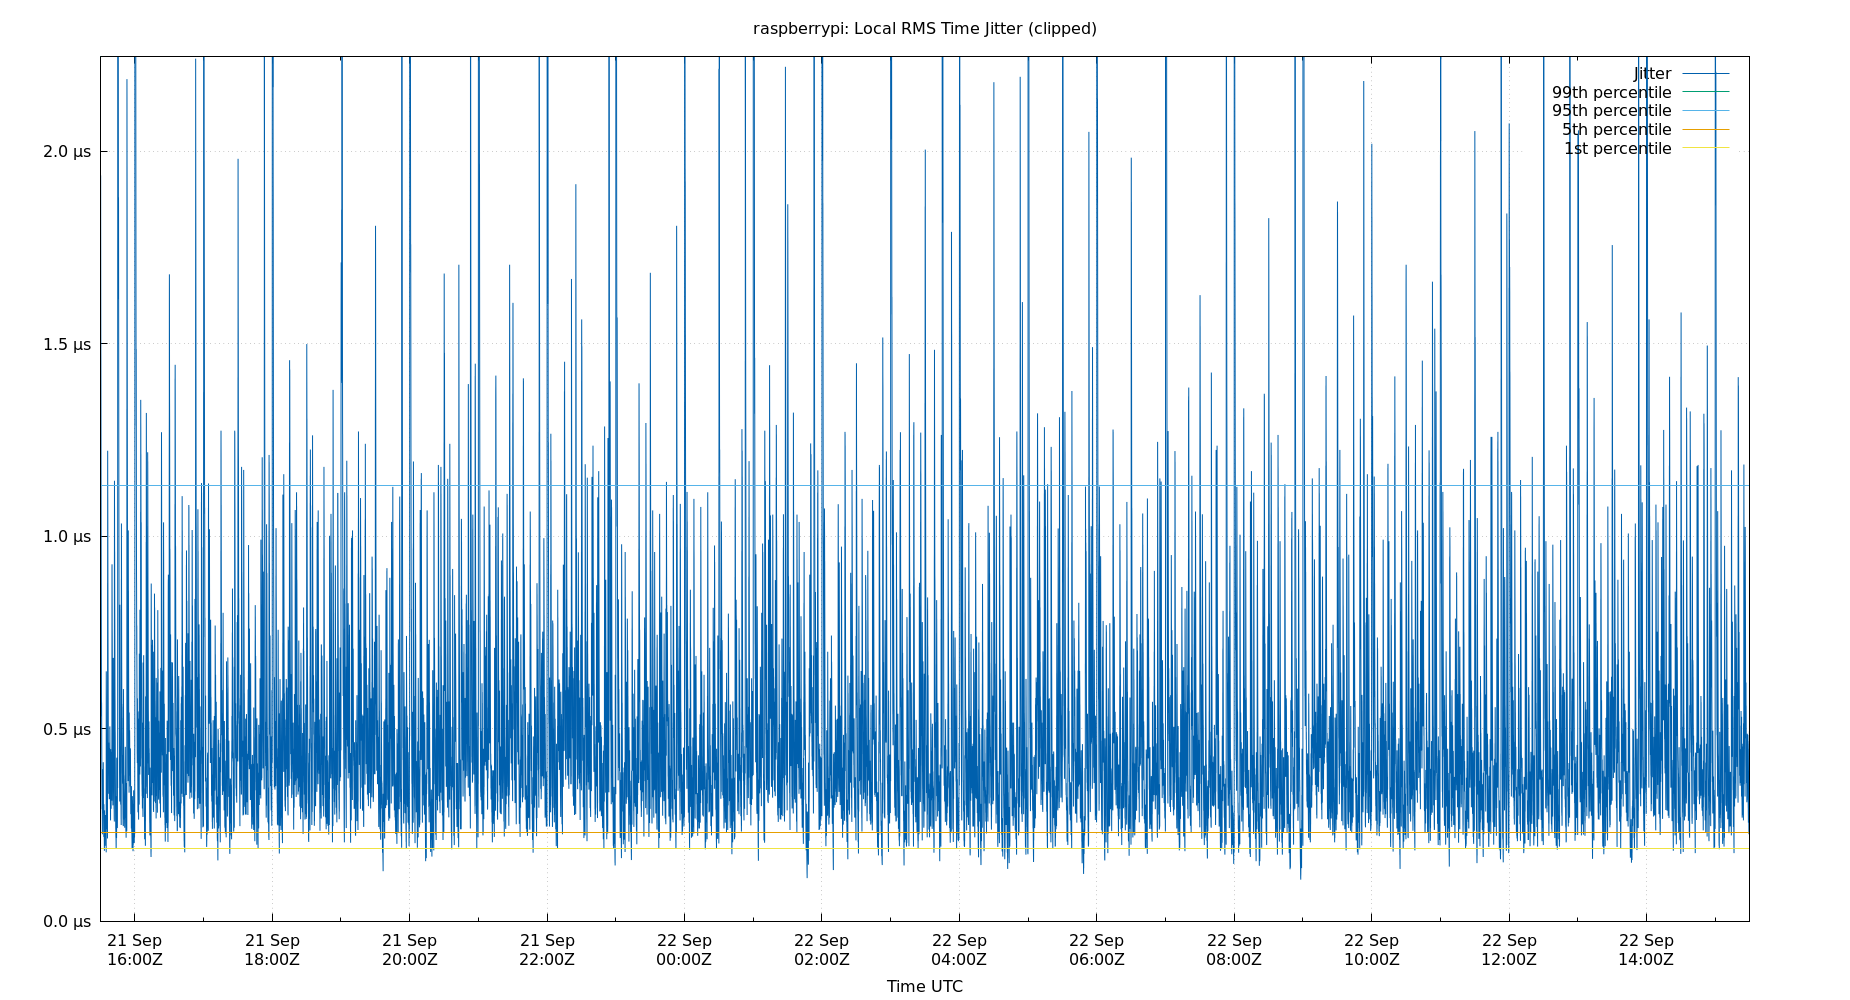 raspberrypi: Local RMS Time Jitter (clipped)
Jitter
99th percentile
95th percentile
5th percentile
1st percentile
2.0 µs
1.5 µs
1.0 µs
0.5 µs
0.0 µs
21 Sep 21 Sep 21 Sep 21 Sep 22 Sep 22 Sep 22 Sep 22 Sep 22 Sep 22 Sep 22 Sep 22 Sep
16:00Z 18:00Z 20:00Z 22:00Z 00:00Z 02:00Z 04:00Z 06:00Z 08:00Z 10:00Z 12:00Z 14:00Z
Time UTC